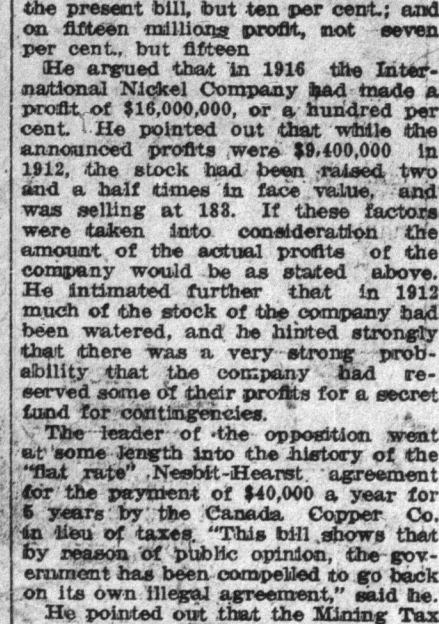 the present bill, but ten per cent.; and
on fifteen millions profit, not seven
per cent., but fifteen
He argued that in 1916 the Inter-
national Nickel Company had made a
profit of $16,000,000, or a hundred per
cent. He pointed out that while the
announced profits were $9,400,000 in
1912, the stock had been raised two
and a half times in face value, and
was selling at 183. If these factors
were taken into consideration the
amount of the actual profits of the
company would be as stated above.
He intimated further that in 1912
much of the stock of the company had
been watered, and he hinted strongly
that there was a very strong prob-
ability that the company had re-
served some of their profits for a secret
fund for contingencies.
The leader of the opposition went
at some length into the history of the
"flat rate" Nesbit-Hearst agreement
for the payment of $40,000 a year for
5 years by the Canada Copper Co.
in lieu of taxes. "This bill shows that
by reason of public opinion, the gov-
ernment has been compelled to go back
on its own illegal agreement," said he.
He pointed out that the Mining Tax